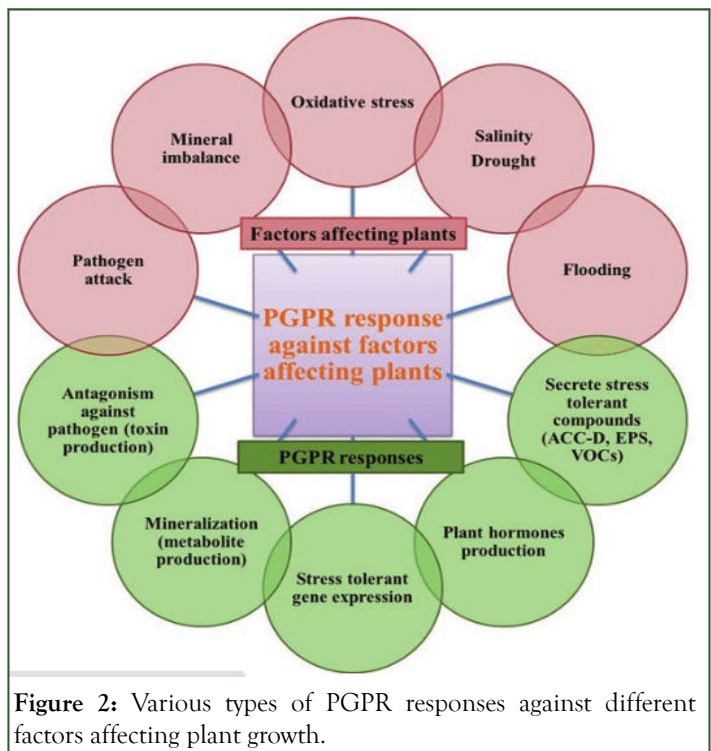 Oxidative stress
Mineral
imbalance
Salinity
Drought
Factors affecting plants
Pathogen
attack
Flooding
PGPR response
against factors
affecting plants
Antagonism
against
pathogen (toxin
production)
Secrete stress
tolerant
compounds
(ACC-D, EPS,
VOCs)
PGPR responses
Mineralization
(metabolite
production)
Plant hormones
production
Stress tolerant
gene expression
Figure 2: Various types of PGPR responses against different
factors affecting plant growth.